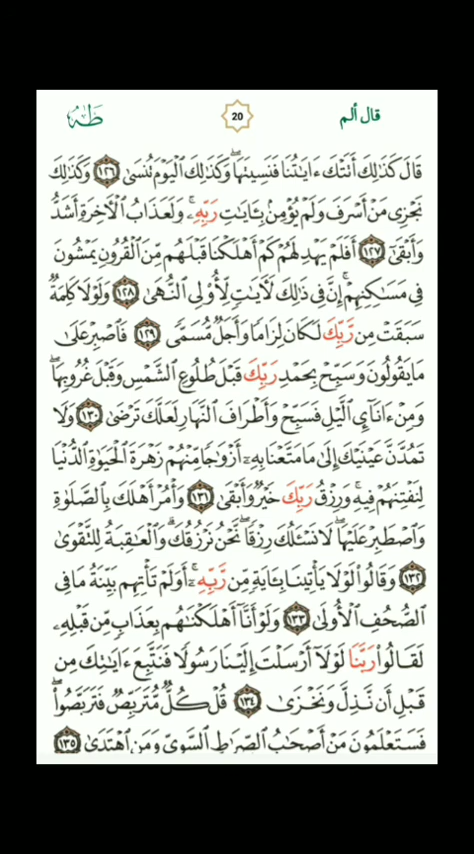 قال ألم 20 طه
قَالَ كَذَٰلِكَ أَتَتْكَ ءَايَٰتُنَا فَنَسِيتَهَاۖ وَكَذَٰلِكَ ٱلْيَوْمَ تُنسَىٰ ١٢٦ وَكَذَٰلِكَ
نَجْزِى مَنْ أَسْرَفَ وَلَمْ يُؤْمِنۢ بِـَٔايَٰتِ رَبِّهِۦۚ وَلَعَذَابُ ٱلْءَاخِرَةِ أَشَدُّ
وَأَبْقَىٰٓ ١٢٧ أَفَلَمْ يَهْدِ لَهُمْ كَمْ أَهْلَكْنَا قَبْلَهُم مِّنَ ٱلْقُرُونِ يَمْشُونَ
فِى مَسَٰكِنِهِمْۗ إِنَّ فِى ذَٰلِكَ لَءَايَٰتٍ لِّأُو۟لِى ٱلنُّهَىٰ ١٢٨ وَلَوْلَا كَلِمَةٌ
سَبَقَتْ مِن رَّبِّكَ لَكَانَ لِزَامًا وَأَجَلٌ مُّسَمًّى ١٢٩ فَٱصْبِرْ عَلَىٰ
مَا يَقُولُونَ وَسَبِّحْ بِحَمْدِ رَبِّكَ قَبْلَ طُلُوعِ ٱلشَّمْسِ وَقَبْلَ غُرُوبِهَاۖ
وَمِنْ ءَانَآئِ ٱلَّيْلِ فَسَبِّحْ وَأَطْرَافَ ٱلنَّهَارِ لَعَلَّكَ تَرْضَىٰ ١٣٠ وَلَا
تَمُدَّنَّ عَيْنَيْكَ إِلَىٰ مَا مَتَّعْنَا بِهِۦٓ أَزْوَٰجًا مِّنْهُمْ زَهْرَةَ ٱلْحَيَوٰةِ ٱلدُّنْيَا
لِنَفْتِنَهُمْ فِيهِۚ وَرِزْقُ رَبِّكَ خَيْرٌ وَأَبْقَىٰ ١٣١ وَأْمُرْ أَهْلَكَ بِٱلصَّلَوٰةِ
وَٱصْطَبِرْ عَلَيْهَاۖ لَا نَسْـَٔلُكَ رِزْقًاۖ نَّحْنُ نَرْزُقُكَۗ وَٱلْعَٰقِبَةُ لِلتَّقْوَىٰ
١٣٢ وَقَالُوا۟ لَوْلَا يَأْتِينَا بِـَٔايَةٍ مِّن رَّبِّهِۦٓۚ أَوَلَمْ تَأْتِهِم بَيِّنَةُ مَا فِى
ٱلصُّحُفِ ٱلْأُولَىٰ ١٣٣ وَلَوْ أَنَّآ أَهْلَكْنَٰهُم بِعَذَابٍ مِّن قَبْلِهِۦ
لَقَالُوا۟ رَبَّنَا لَوْلَآ أَرْسَلْتَ إِلَيْنَا رَسُولًا فَنَتَّبِعَ ءَايَٰتِكَ مِن
قَبْلِ أَن نَّذِلَّ وَنَخْزَىٰ ١٣٤ قُلْ كُلٌّ مُّتَرَبِّصٌ فَتَرَبَّصُوا۟ۖ
فَسَتَعْلَمُونَ مَنْ أَصْحَٰبُ ٱلصِّرَٰطِ ٱلسَّوِىِّ وَمَنِ ٱهْتَدَىٰ ١٣٥